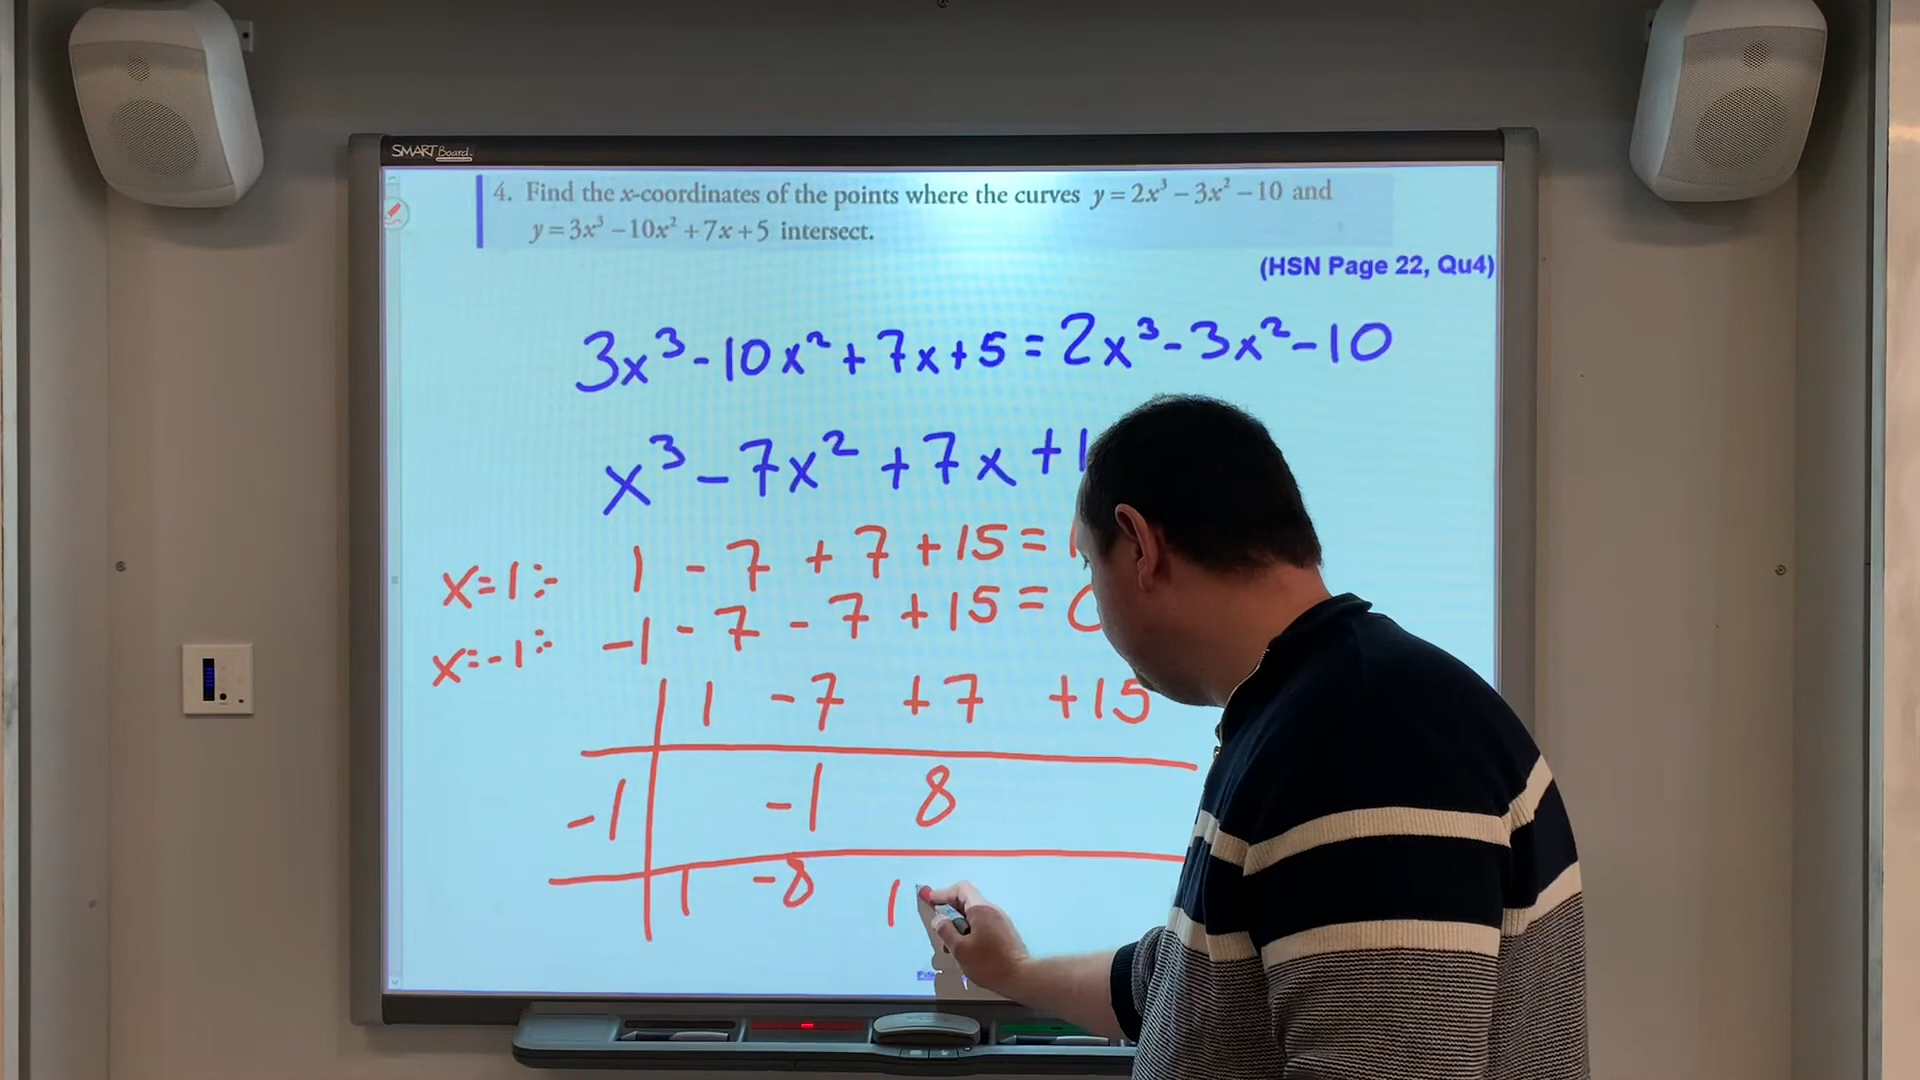 SMART Board
4. Find the x-coordinates of the points where the curves y = 2x³ – 3x² – 10 and
y = 3x³ – 10x² + 7x + 5 intersect.
(HSN Page 22, Qu4)
3x³ - 10x² + 7x + 5 = 2x³ - 3x² - 10
x³ - 7x² + 7x + 1
x=1:- 1 - 7 + 7 + 15 =
x=-1:- -1 - 7 - 7 + 15 = 0
1 -7 +7 +15
-1 -1 8
1 -8 1